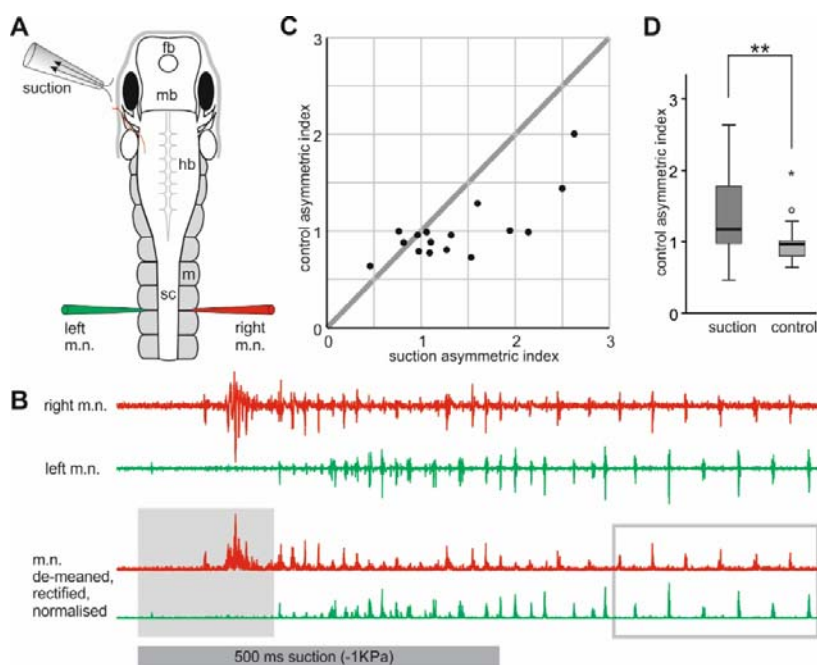 A
fb
suction
mb
hb
m
sc
left
m.n.
right
m.n.
C
3
2
1
0
control asymmetric index
0
1
2
3
suction asymmetric index
D
**
3
2
1
0
control asymmetric index
*
o
suction
control
B
right m.n.
left m.n.
m.n.
de-meaned,
rectified,
normalised
500 ms suction (-1KPa)